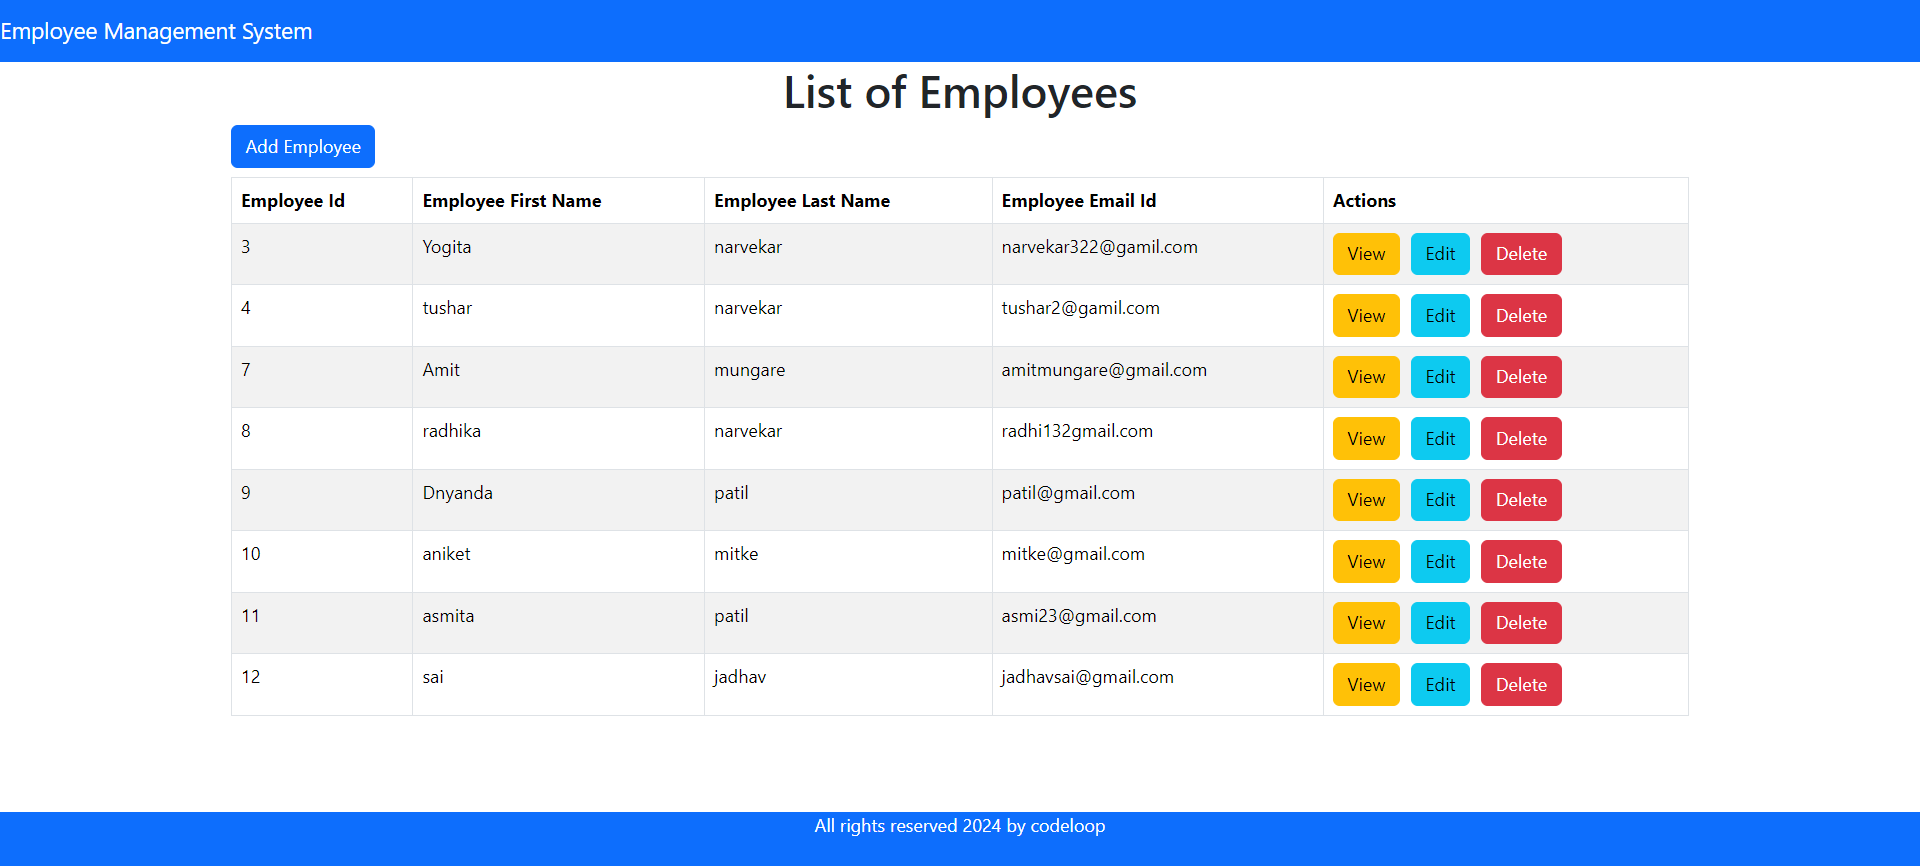 Employee Management System
List of Employees
Add Employee
Employee Id Employee First Name Employee Last Name Employee Email Id Actions
3 Yogita narvekar narvekar322@gamil.com View Edit Delete
4 tushar narvekar tushar2@gamil.com View Edit Delete
7 Amit mungare amitmungare@gmail.com View Edit Delete
8 radhika narvekar radhi132gmail.com View Edit Delete
9 Dnyanda patil patil@gmail.com View Edit Delete
10 aniket mitke mitke@gmail.com View Edit Delete
11 asmita patil asmi23@gmail.com View Edit Delete
12 sai jadhav jadhavsai@gmail.com View Edit Delete
All rights reserved 2024 by codeloop